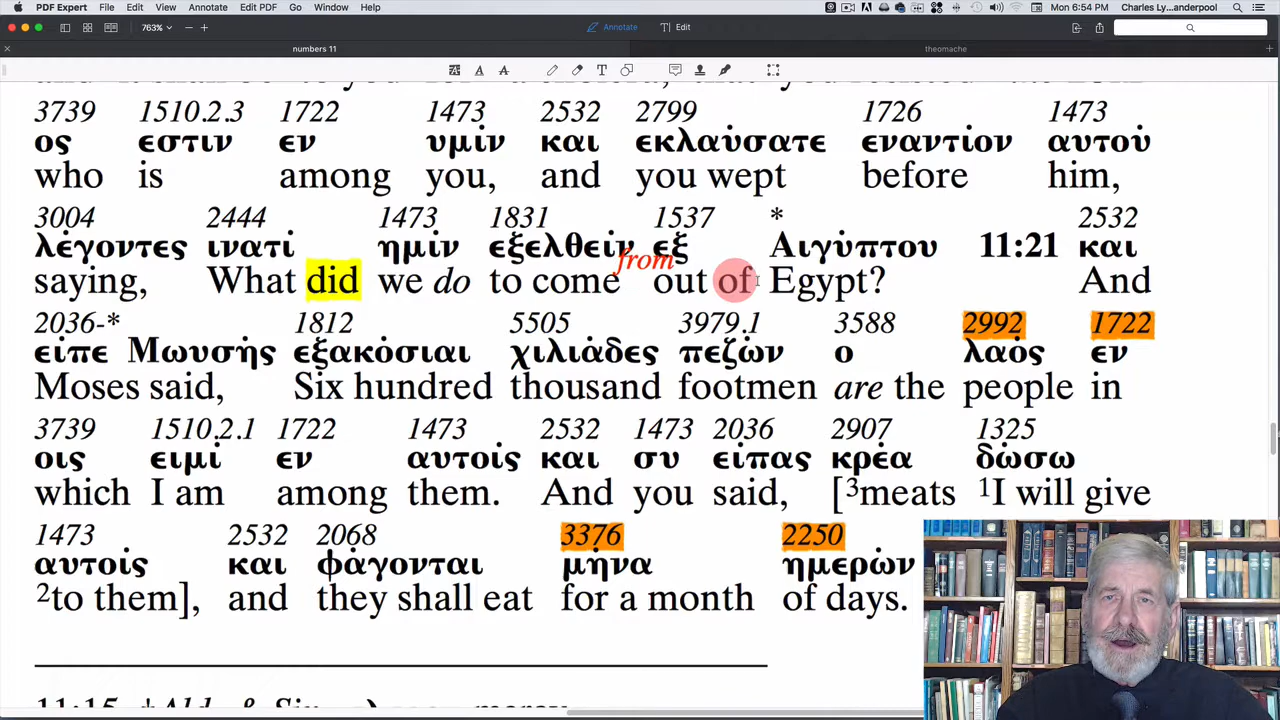 PDF Expert File Edit View Annotate Edit PDF Go Window Help Mon 6:54 PM Charles Ly...anderpool
763% Annotate Edit
numbers 11 theomache
3739 1510.2.3 1722 1473 2532 2799 1726 1473
ος εστιν εν υμίν και εκλαύσατε εναντίον αυτού
who is among you, and you wept before him,
3004 2444 1473 1831 1537 * 2532
λέγοντες ινατί ημίν εξελθείν εξ Αιγύπτου 11:21 και
from
saying, What did we do to come out of Egypt? And
2036-* 1812 5505 3979.1 3588 2992 1722
είπε Μωυσής εξακόσιαι χιλιάδες πεζών ο λαός εν
Moses said, Six hundred thousand footmen are the people in
3739 1510.2.1 1722 1473 2532 1473 2036 2907 1325
οις ειμί εν αυτοίς και συ είπας κρέα δώσω
which I am among them. And you said, [³meats ¹I will give
1473 2532 2068 3376 2250
αυτοίς και φάγονται μήνα ημερών
²to them], and they shall eat for a month of days.